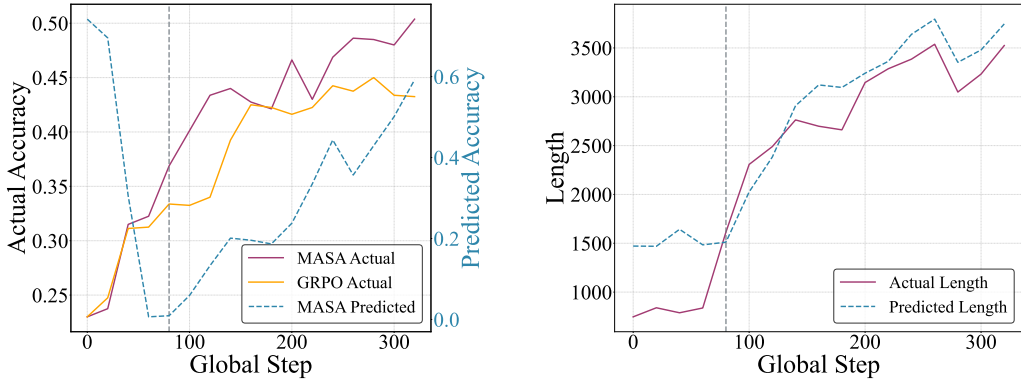 0.50
0.45
0.40
0.35
0.30
0.25
Actual Accuracy
0.6
0.4
0.2
0.0
Predicted Accuracy
MASA Actual
GRPO Actual
MASA Predicted
0 100 200 300
Global Step
3500
3000
2500
2000
1500
1000
Length
Actual Length
Predicted Length
0 100 200 300
Global Step